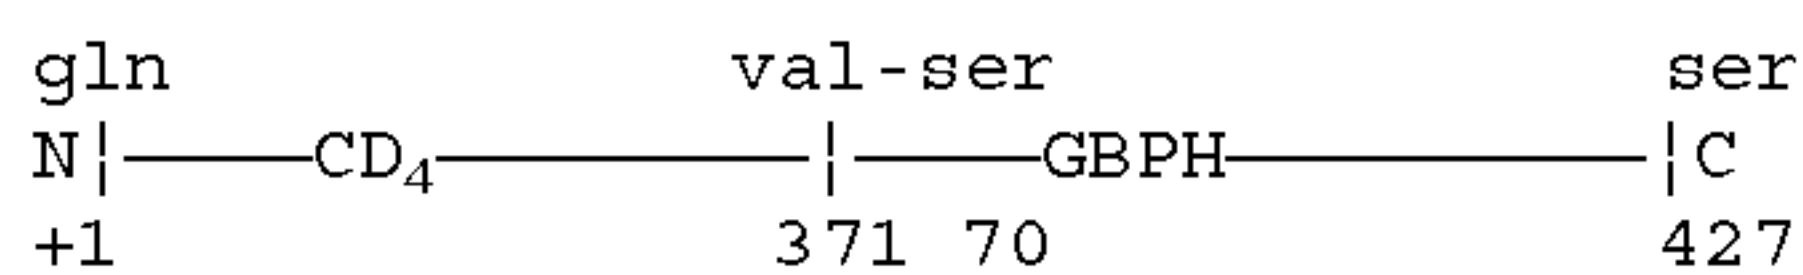 gln val-ser ser
N¦ CD₄ ¦ GBPH ¦C
+1 371 70 427